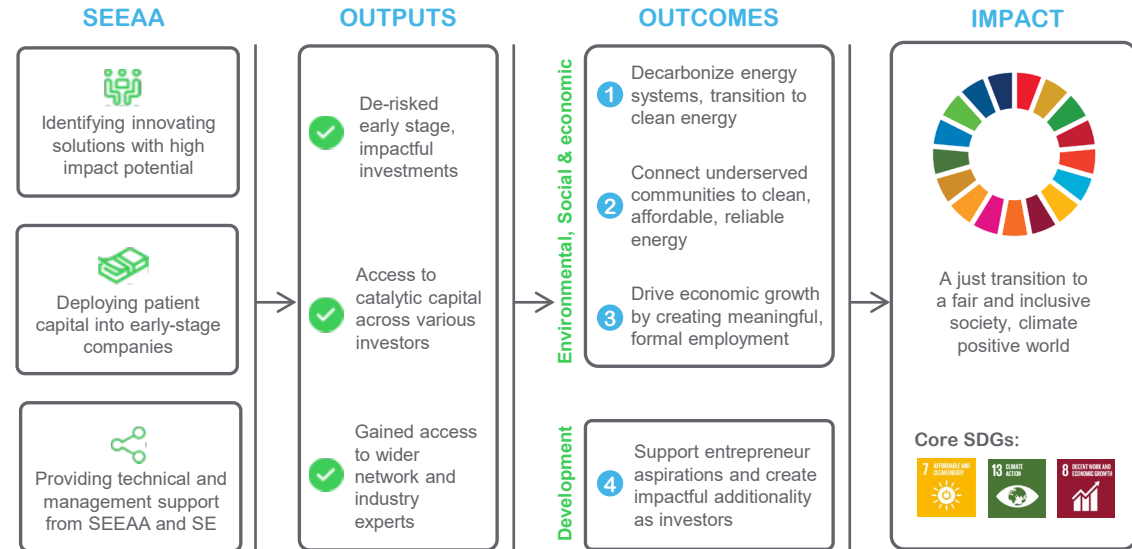 SEEAA
Identifying innovating
solutions with high
impact potential
Deploying patient
capital into early-stage
companies
Providing technical and
management support
from SEEAA and SE
OUTPUTS
De-risked
early stage,
impactful
investments
Access to
catalytic capital
across various
investors
Gained access
to wider
network and
industry
experts
OUTCOMES
Environmental, Social & economic
1
Decarbonize energy
systems, transition to
clean energy
2
Connect underserved
communities to clean,
affordable, reliable
energy
3
Drive economic growth
by creating meaningful,
formal employment
Development
4
Support entrepreneur
aspirations and create
impactful additionality
as investors
IMPACT
A just transition to
a fair and inclusive
society, climate
positive world
Core SDGs:
7 AFFORDABLE AND
CLEAN ENERGY
13 CLIMATE
ACTION
8 DECENT WORK AND
ECONOMIC GROWTH